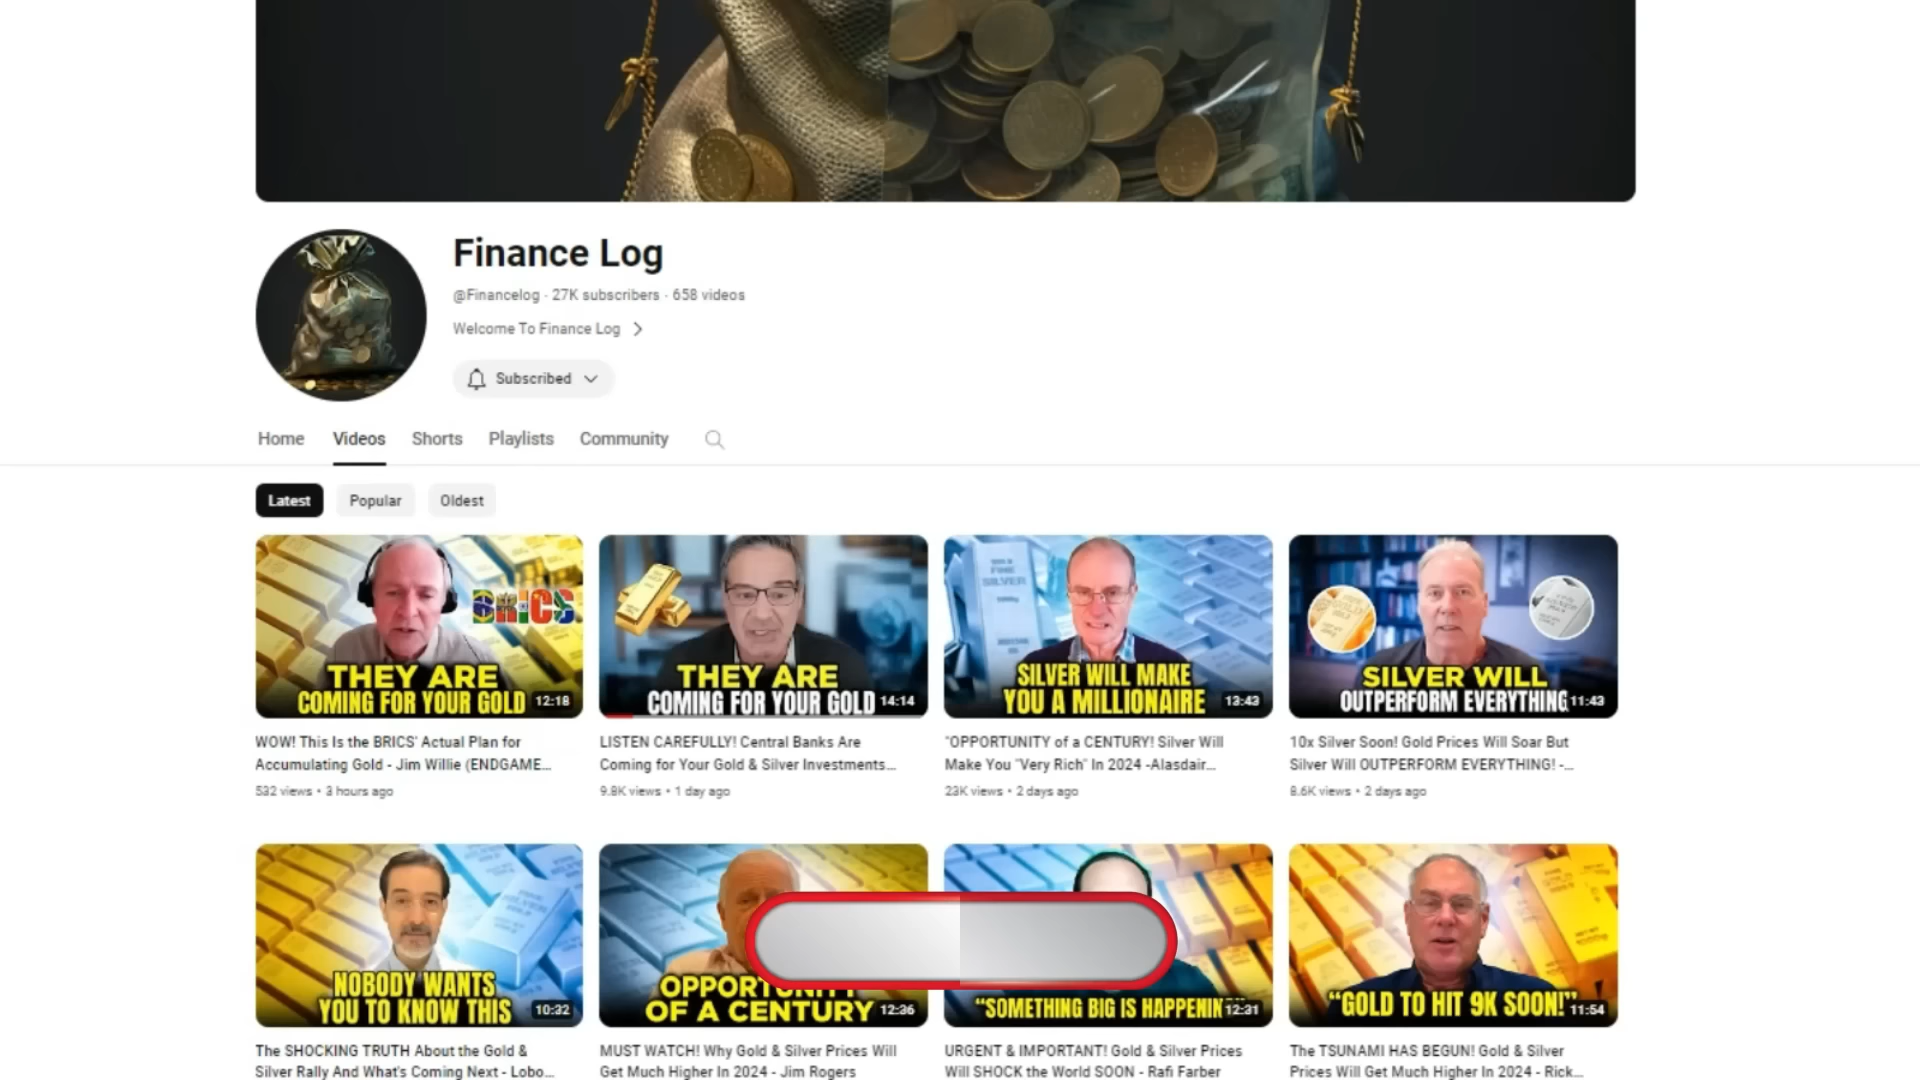 Finance Log
@Financelog · 27K subscribers · 658 videos
Welcome To Finance Log
Subscribed
Home Videos Shorts Playlists Community
Latest Popular Oldest
BRICS
THEY ARE
COMING FOR YOUR GOLD
12:18
THEY ARE
COMING FOR YOUR GOLD
14:14
SILVER
SILVER WILL MAKE
YOU A MILLIONAIRE
13:43
SILVER WILL
OUTPERFORM EVERYTHING
11:43
WOW! This Is the BRICS' Actual Plan for
Accumulating Gold - Jim Willie (ENDGAME...
532 views • 3 hours ago
LISTEN CAREFULLY! Central Banks Are
Coming for Your Gold & Silver Investments...
9.8K views • 1 day ago
"OPPORTUNITY of a CENTURY! Silver Will
Make You "Very Rich" In 2024 -Alasdair...
23K views • 2 days ago
10x Silver Soon! Gold Prices Will Soar But
Silver Will OUTPERFORM EVERYTHING! -...
8.6K views • 2 days ago
NOBODY WANTS
YOU TO KNOW THIS
10:32
OPPORTUNITY
OF A CENTURY
12:36
"SOMETHING BIG IS HAPPENIN
12:31
"GOLD TO HIT 9K SOON!"
11:54
The SHOCKING TRUTH About the Gold &
Silver Rally And What's Coming Next - Lobo...
MUST WATCH! Why Gold & Silver Prices Will
Get Much Higher In 2024 - Jim Rogers
URGENT & IMPORTANT! Gold & Silver Prices
Will SHOCK the World SOON - Rafi Farber
The TSUNAMI HAS BEGUN! Gold & Silver
Prices Will Get Much Higher In 2024 - Rick...